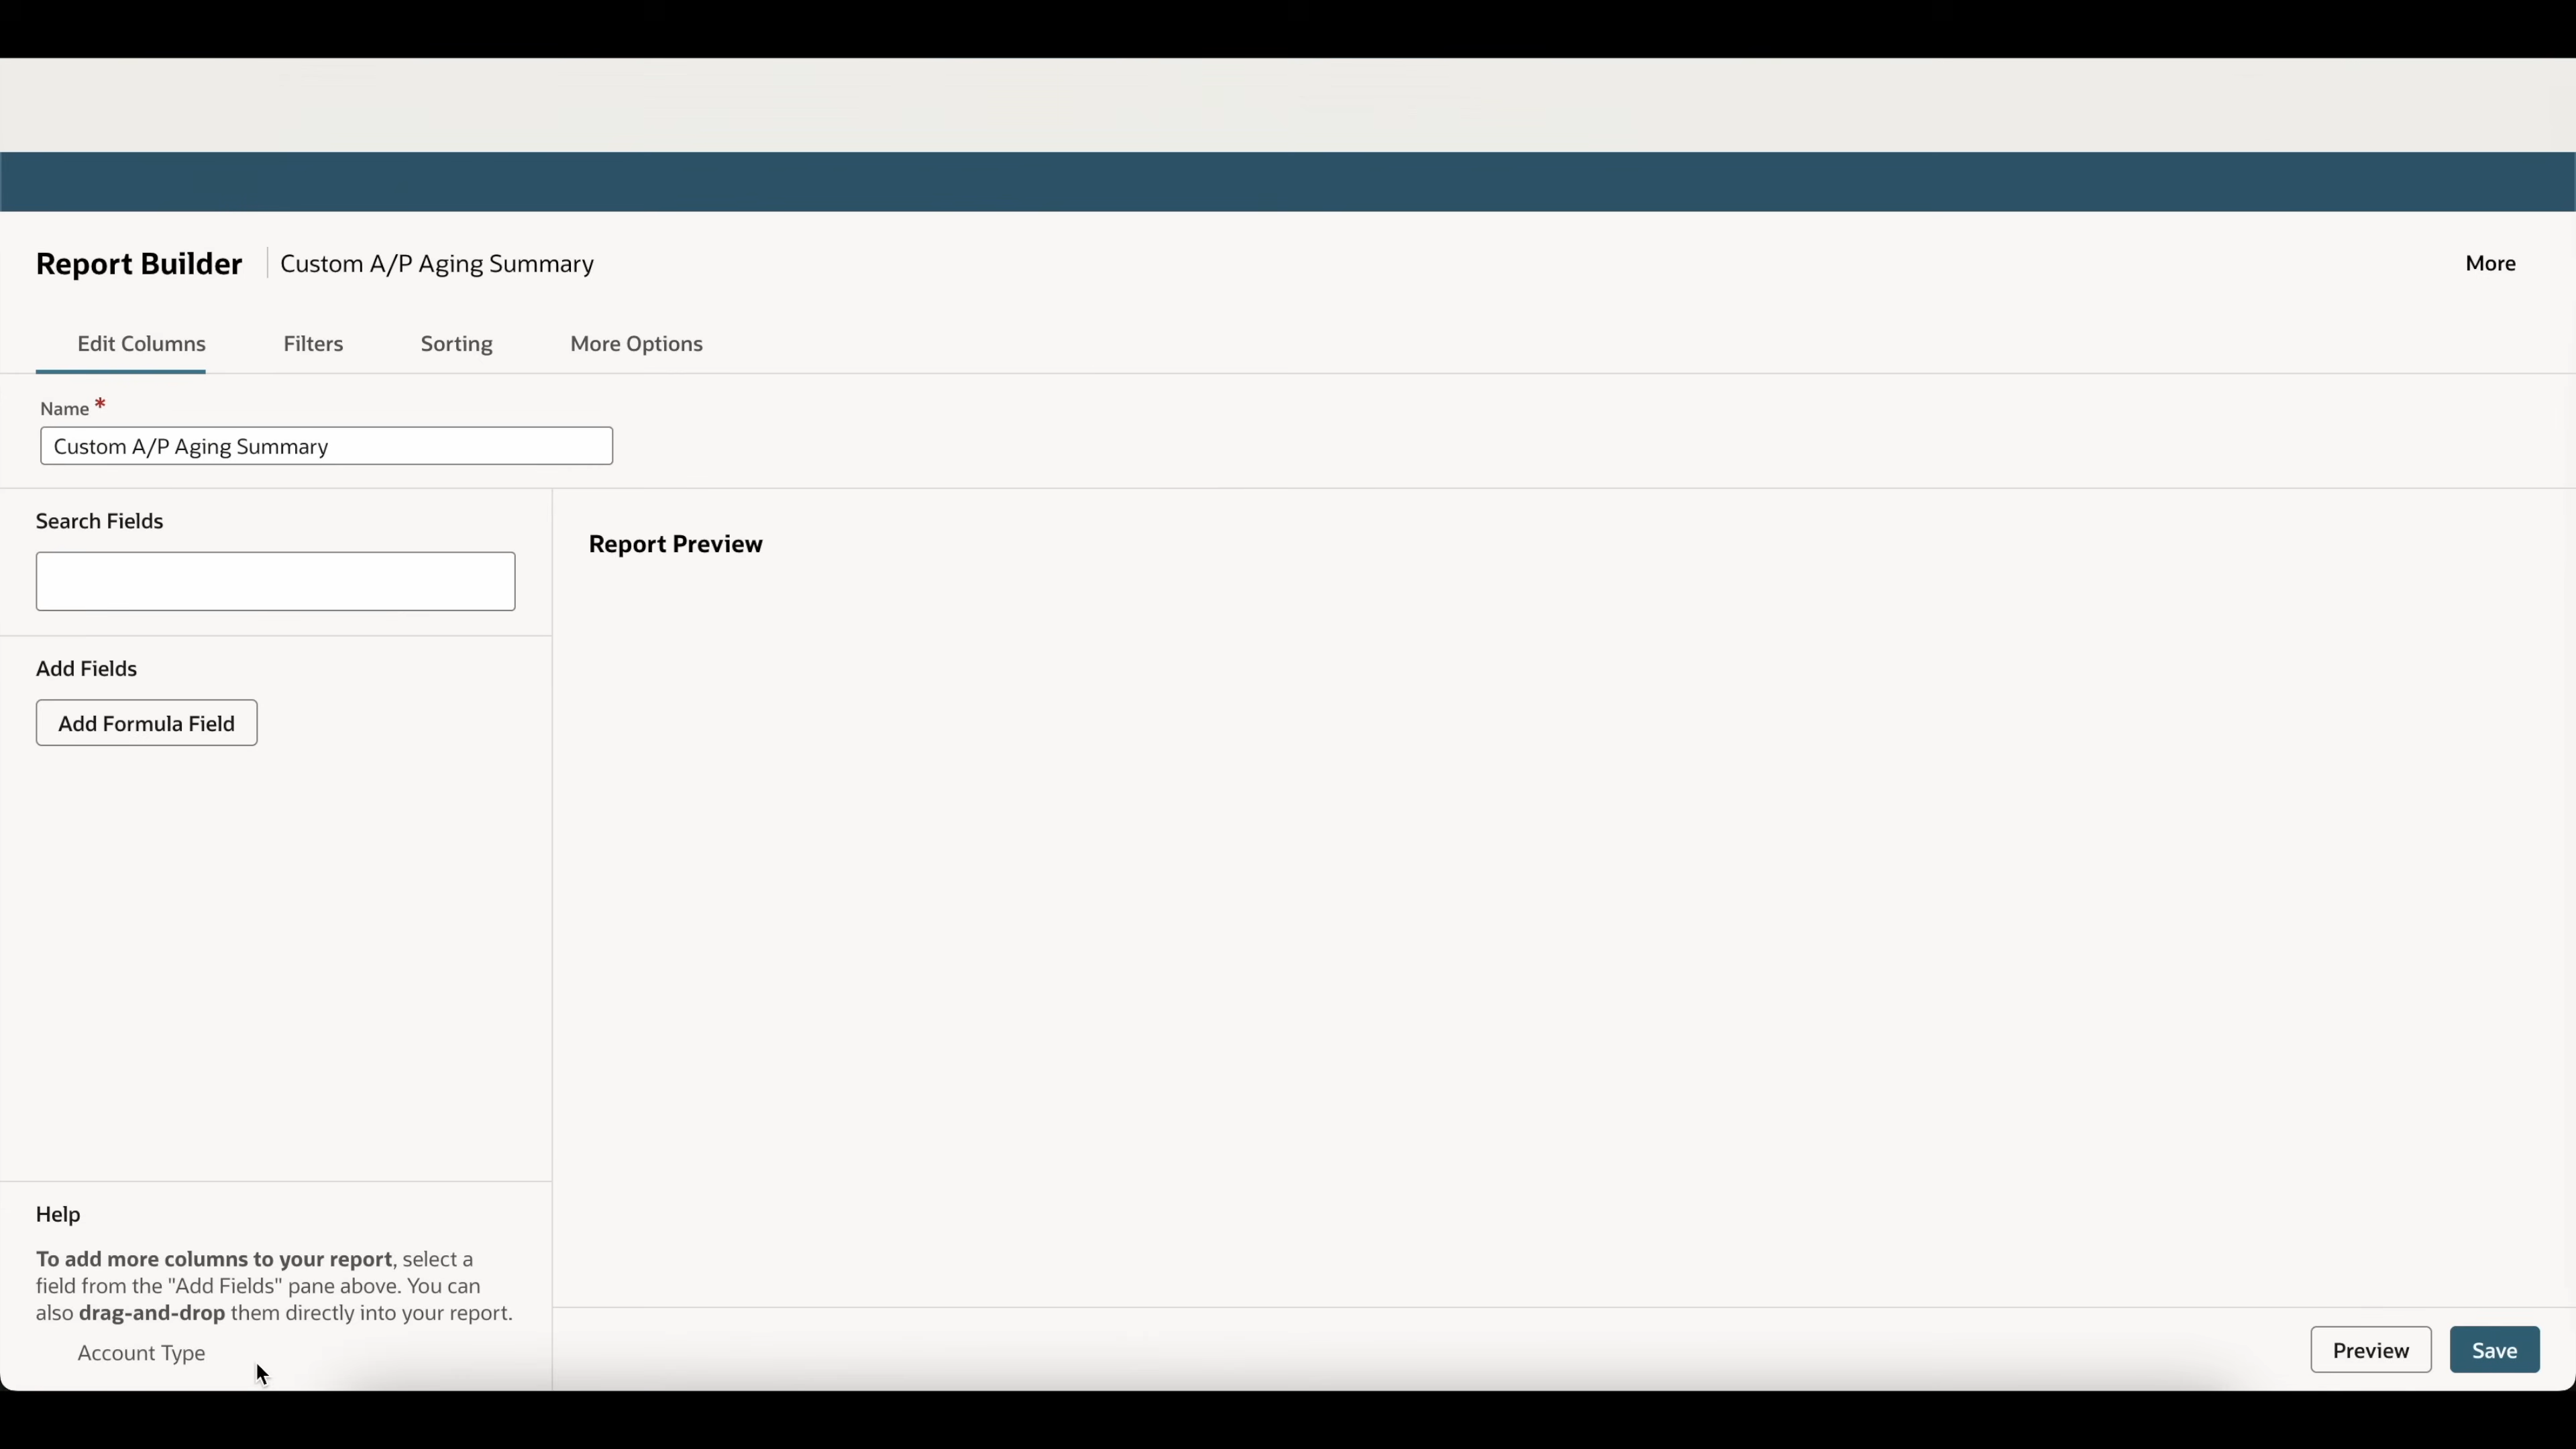 Report Builder Custom A/P Aging Summary More
Edit Columns Filters Sorting More Options
Name *
Custom A/P Aging Summary
Search Fields
Report Preview
Add Fields
Add Formula Field
Help
To add more columns to your report, select a
field from the "Add Fields" pane above. You can
also drag-and-drop them directly into your report.
Account Type
Preview Save